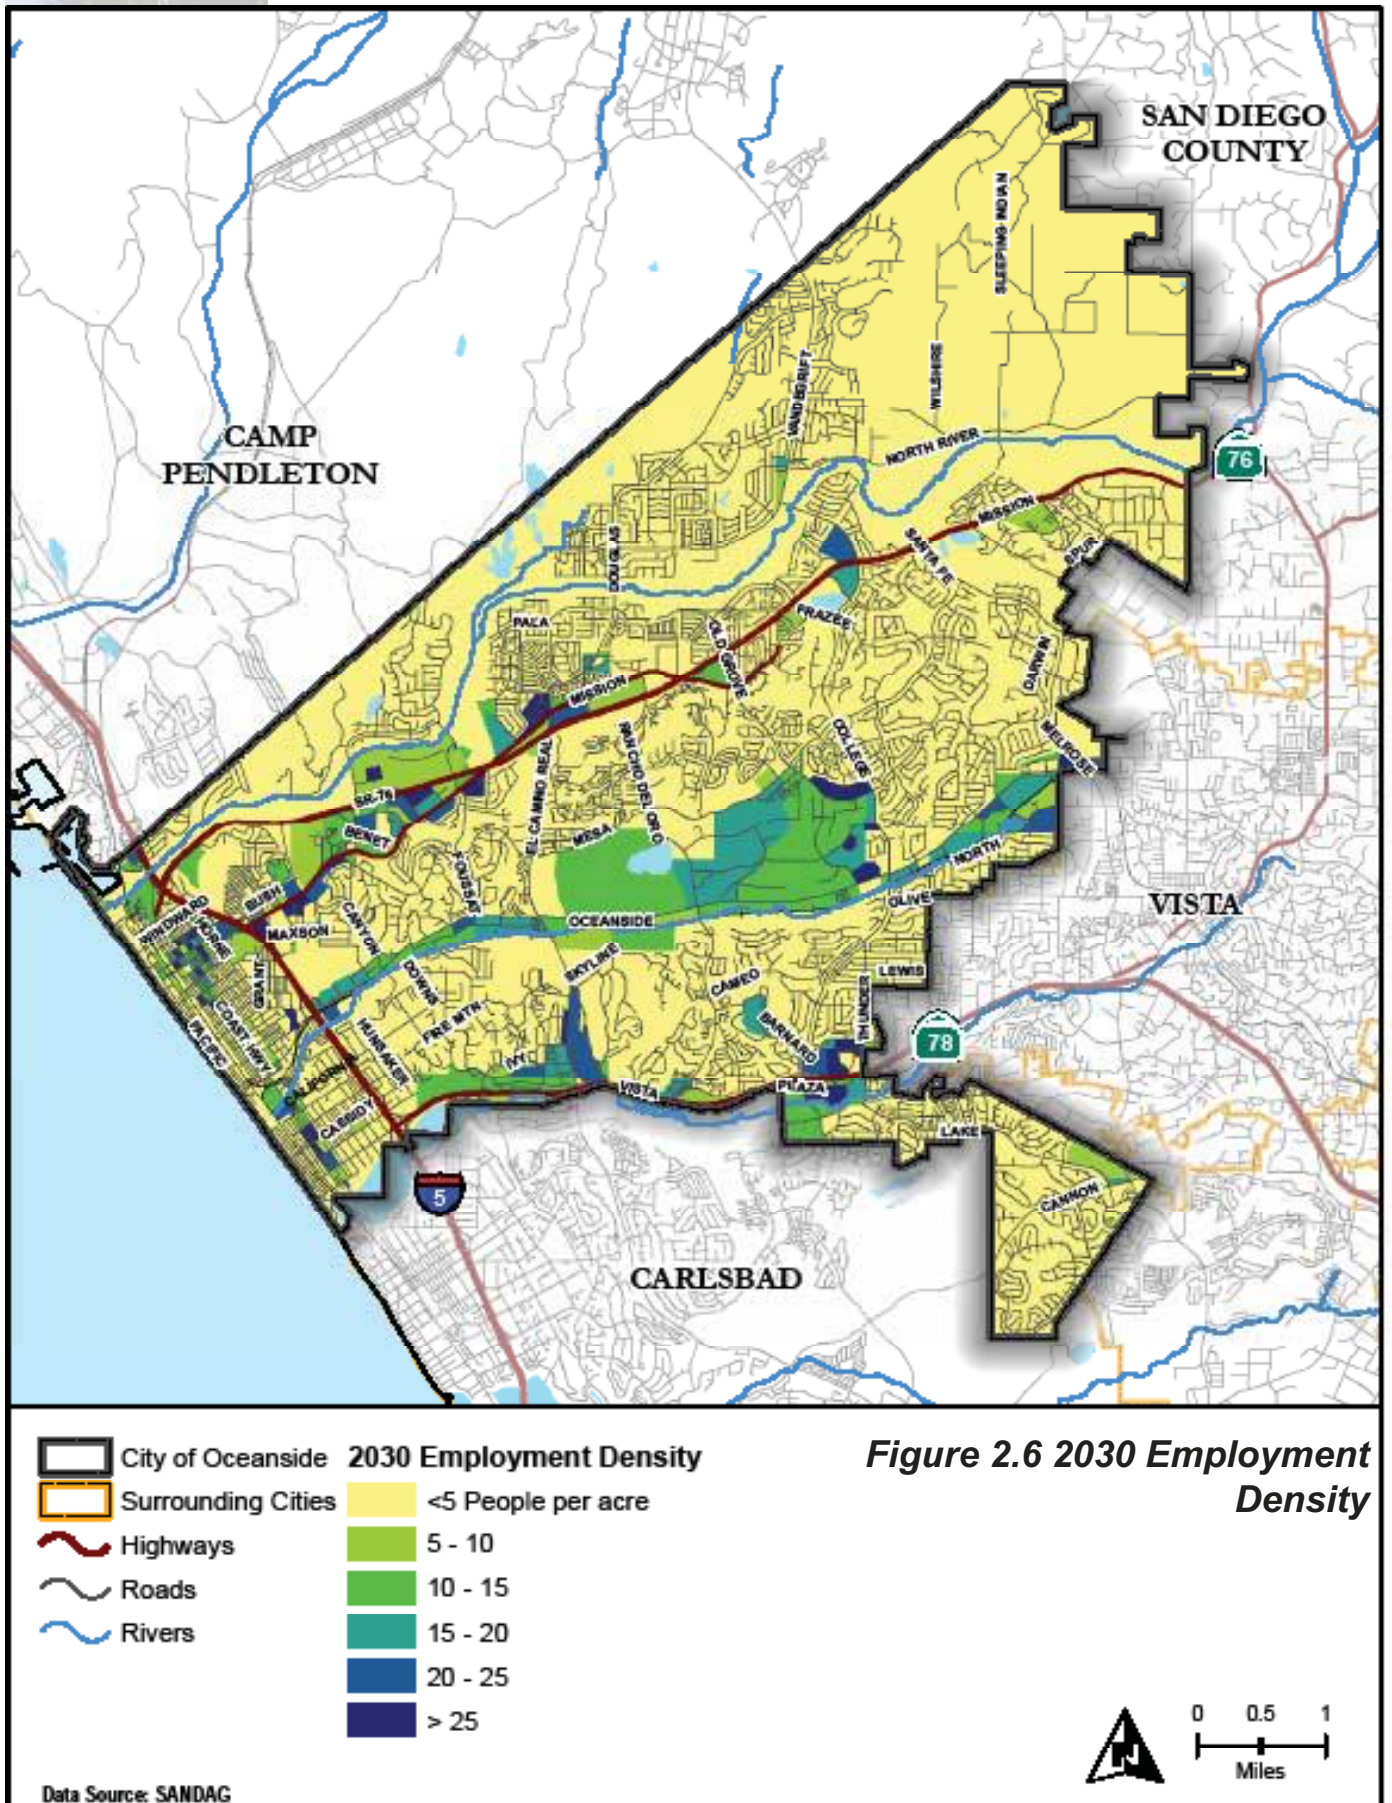 SAN DIEGO
COUNTY
SLEEPING INDIAN
VANDEGRIFT
WILSHIRE
CAMP
PENDLETON
NORTH RIVER
76
MISSION
SANTA FE
SPUR
DOUGLAS
PALA
FRAZEE
OLD GROVE
DARWIN
MISSION
RANCHO DEL ORO
COLLEGE
MELROSE
EL CAMINO REAL
SR-76
BENET
MESA
FOUSSAT
NORTH
BUSH
OLIVE
VISTA
WINDWARD
HORNE
CANYON
OCEANSIDE
MAXSON
SKYLINE
LEWIS
GRANT
DOWNS
CAMEO
THUNDER
COAST HWY
FIRE MTN
BARNARD
PACIFIC
HUNSAKER
IVY
78
CALIFORNIA
VISTA
PLAZA
CASSIDY
LAKE
5
CANNON
CARLSBAD
City of Oceanside
Surrounding Cities
Highways
Roads
Rivers
2030 Employment Density
<5 People per acre
5 - 10
10 - 15
15 - 20
20 - 25
> 25
Figure 2.6 2030 Employment
Density
N
0 0.5 1
Miles
Data Source: SANDAG